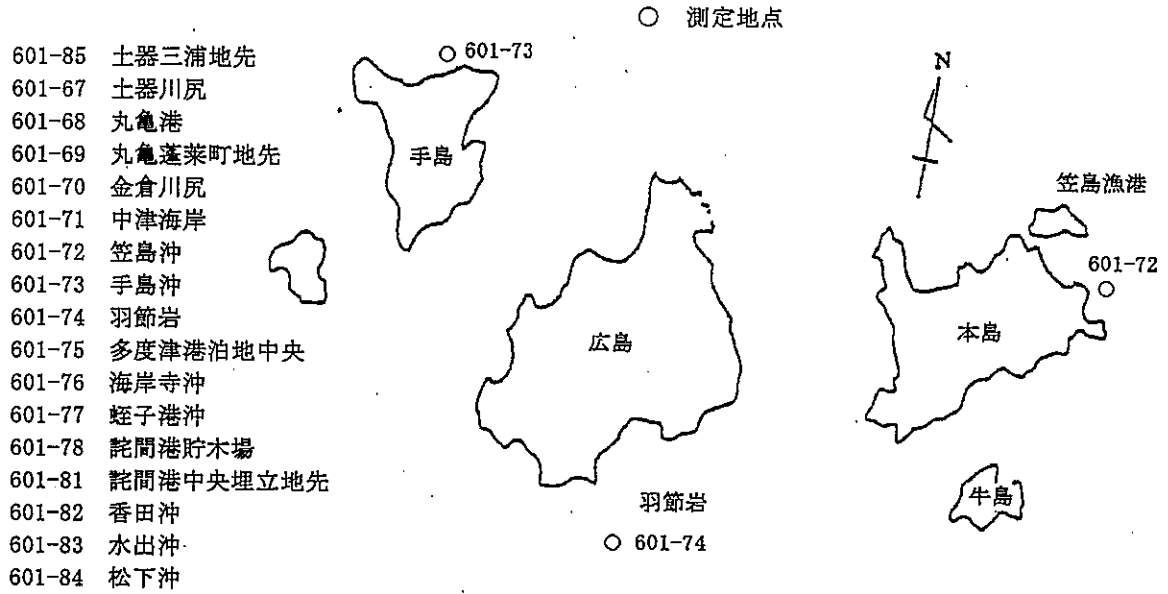 ○ 測定地点
601-85 土器三浦地先
601-67 土器川尻
601-68 丸亀港
601-69 丸亀蓬莱町地先
601-70 金倉川尻
601-71 中津海岸
601-72 笠島沖
601-73 手島沖
601-74 羽節岩
601-75 多度津港泊地中央
601-76 海岸寺沖
601-77 蛭子港沖
601-78 詫間港貯木場
601-81 詫間港中央埋立地先
601-82 香田沖
601-83 水出沖
601-84 松下沖
○ 601-73
手島
N
笠島漁港
601-72
○
広島
本島
牛島
羽節岩
○ 601-74